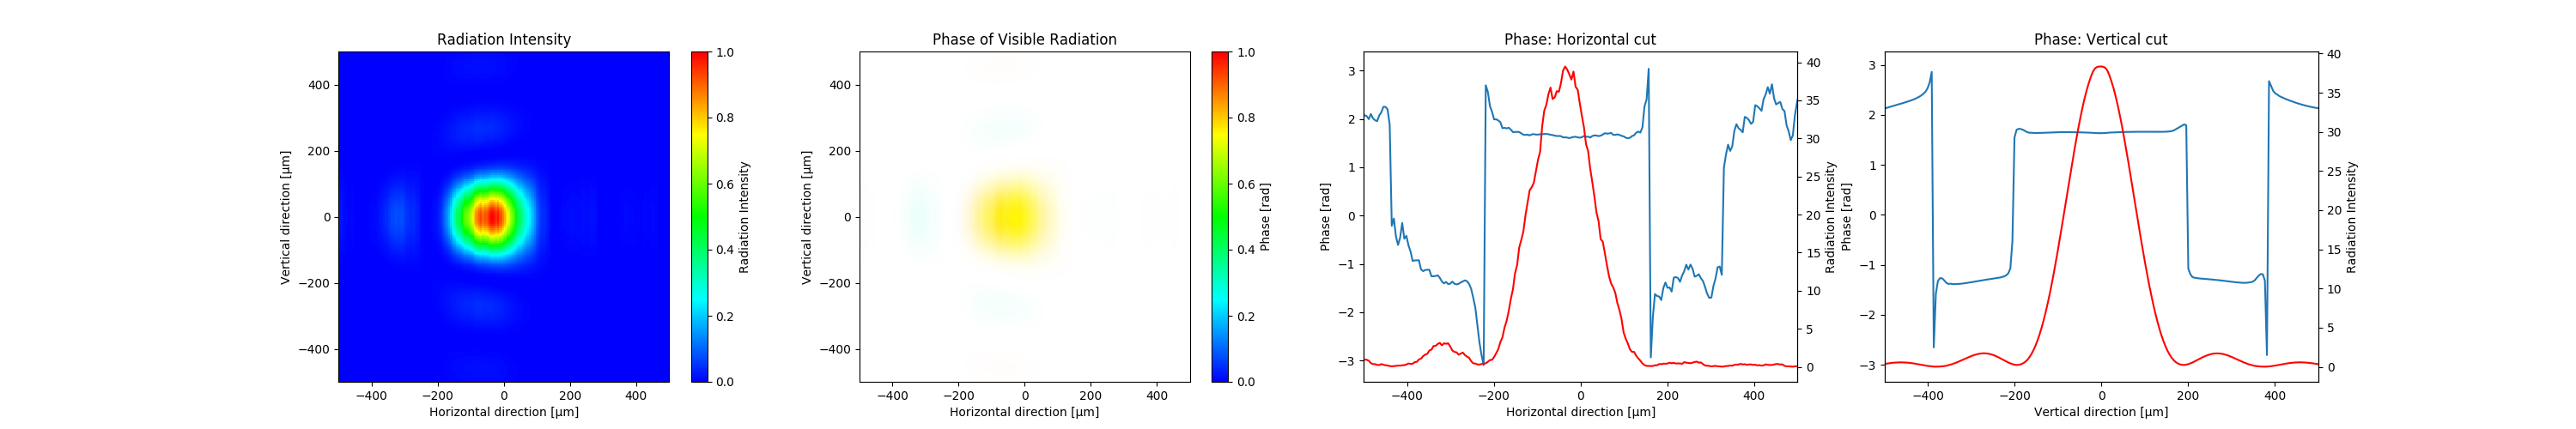 Radiation Intensity
400
200
0
−200
−400
Vertical direction [µm]
−400 −200 0 200 400
Horizontal direction [µm]
1.0
0.8
0.6
0.4
0.2
0.0
Radiation Intensity
Phase of Visible Radiation
400
200
0
−200
−400
Vertical direction [µm]
−400 −200 0 200 400
Horizontal direction [µm]
1.0
0.8
0.6
0.4
0.2
0.0
Phase [rad]
Phase: Horizontal cut
3
2
1
0
−1
−2
−3
Phase [rad]
−400 −200 0 200 400
Horizontal direction [µm]
40
35
30
25
20
15
10
5
0
Radiation Intensity
Phase: Vertical cut
3
2
1
0
−1
−2
−3
Phase [rad]
−400 −200 0 200 400
Vertical direction [µm]
40
35
30
25
20
15
10
5
0
Radiation Intensity